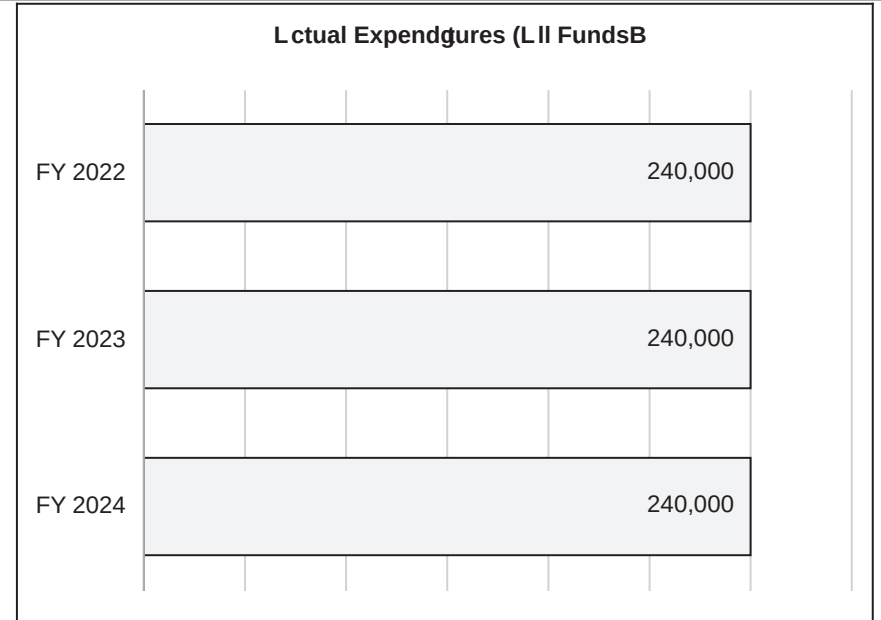 Lctual Expendgtures (Lll FundsB
FY 2022
240,000
FY 2023
240,000
FY 2024
240,000